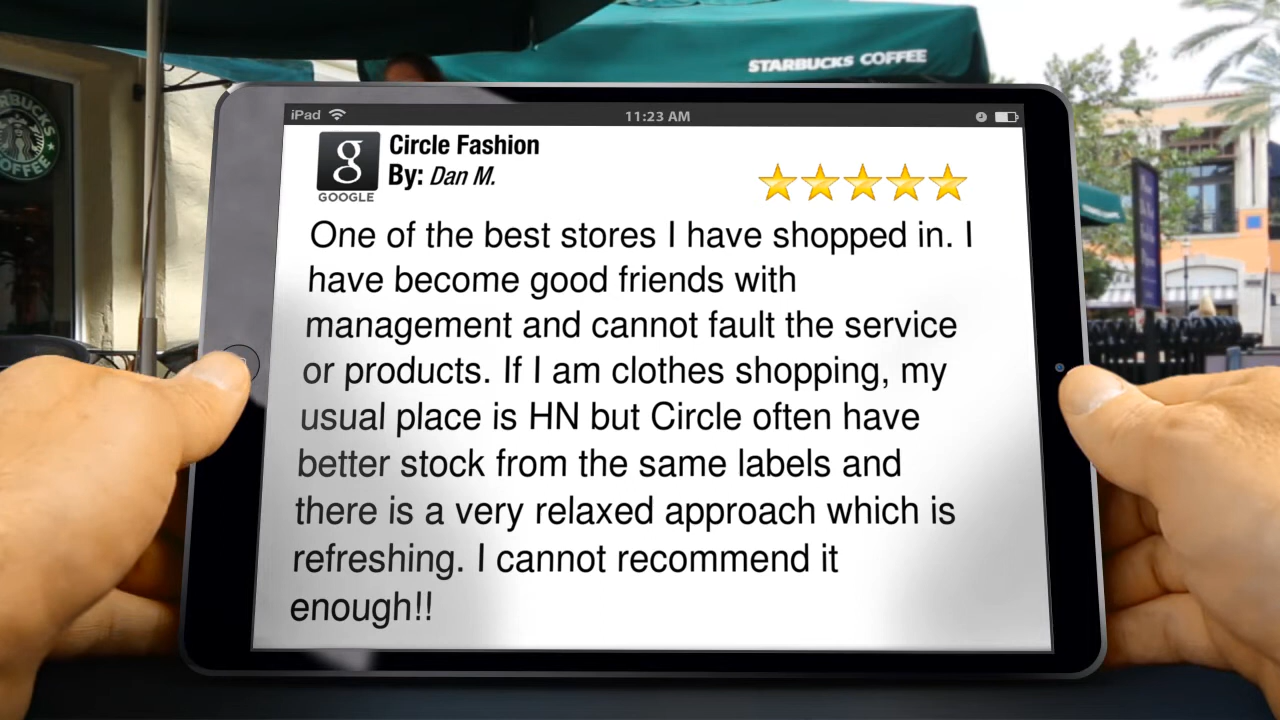 STARBUCKS COFFEE
iPad
11:23 AM
g
GOOGLE
Circle Fashion
By: Dan M.
One of the best stores I have shopped in. I
have become good friends with
management and cannot fault the service
or products. If I am clothes shopping, my
usual place is HN but Circle often have
better stock from the same labels and
there is a very relaxed approach which is
refreshing. I cannot recommend it
enough!!
COFFEE